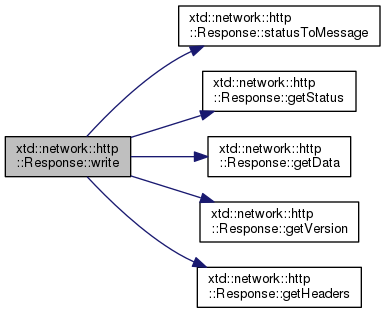 xtd::network::http
::Response::statusToMessage
xtd::network::http
::Response::getStatus
xtd::network::http
::Response::write
xtd::network::http
::Response::getData
xtd::network::http
::Response::getVersion
xtd::network::http
::Response::getHeaders